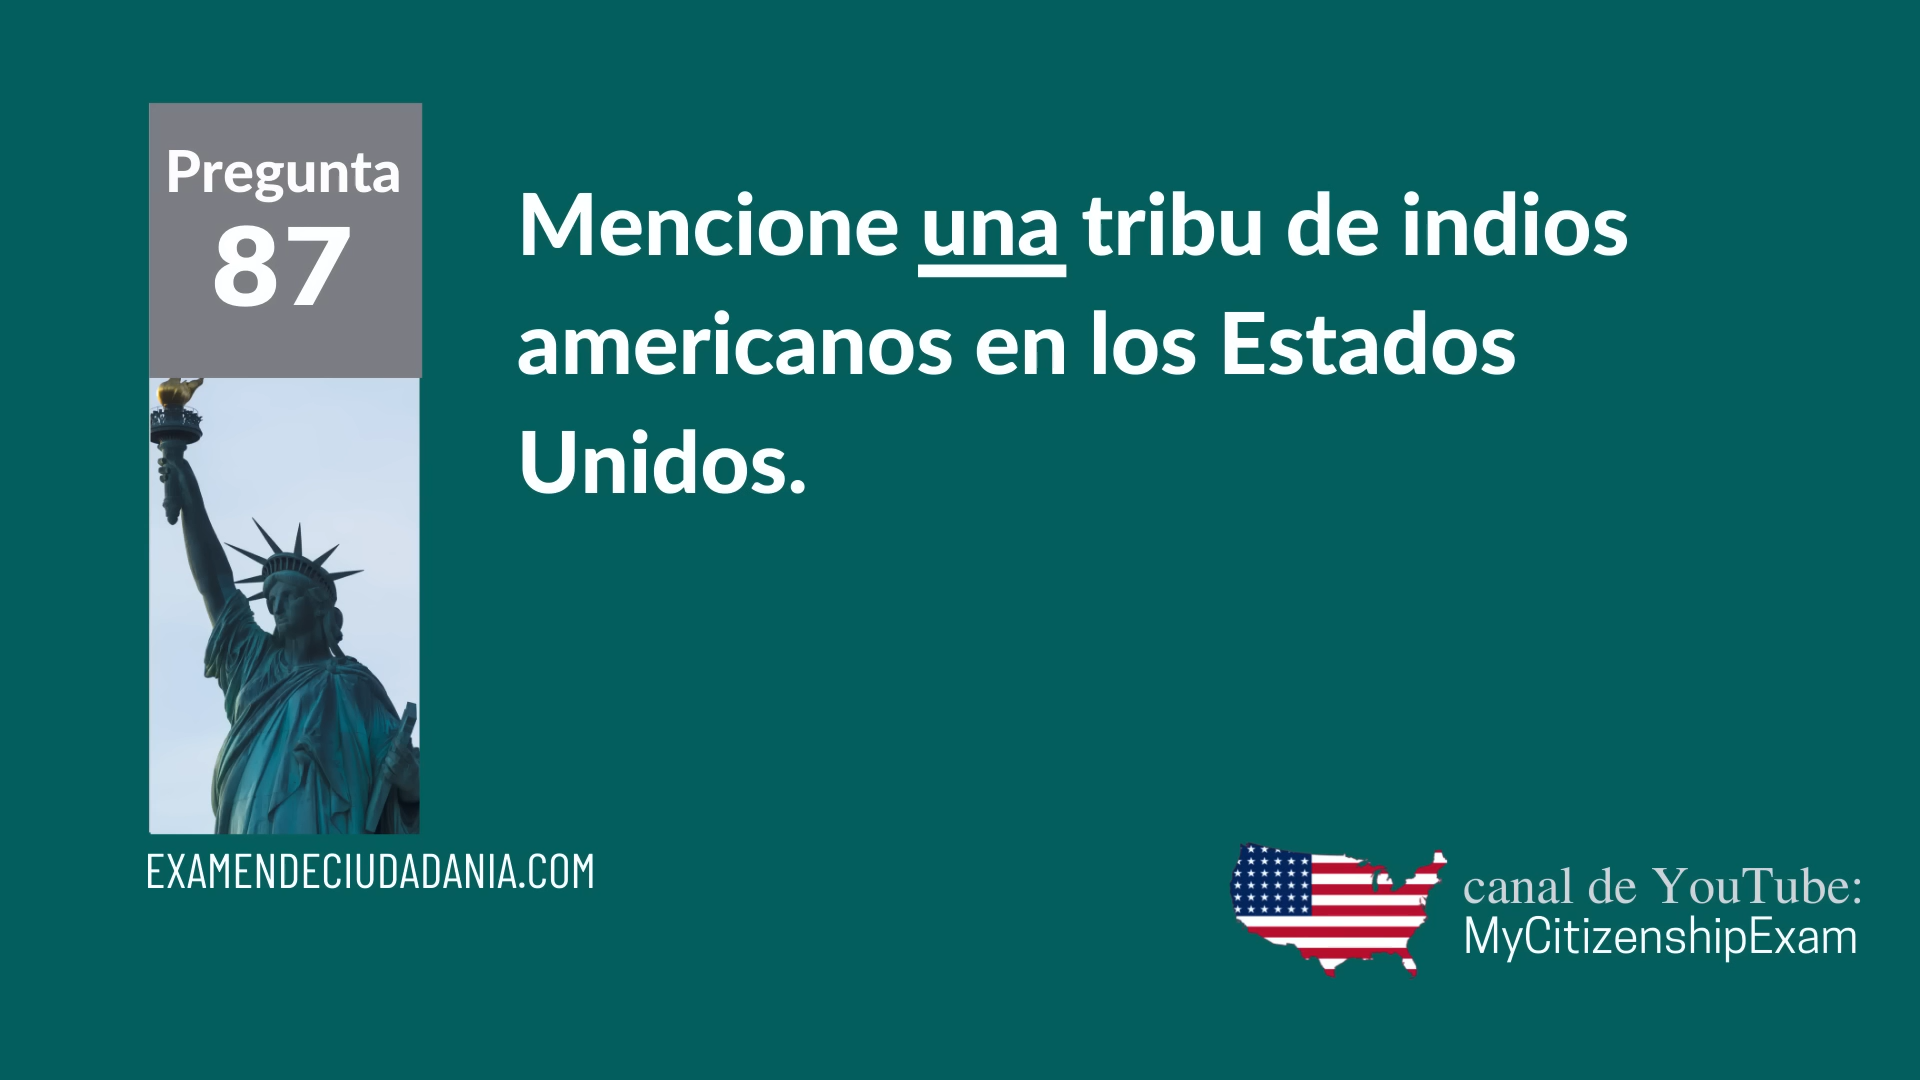 Pregunta
87
Mencione una tribu de indios
americanos en los Estados
Unidos.
EXAMENDECIUDADANIA.COM
canal de YouTube:
MyCitizenshipExam